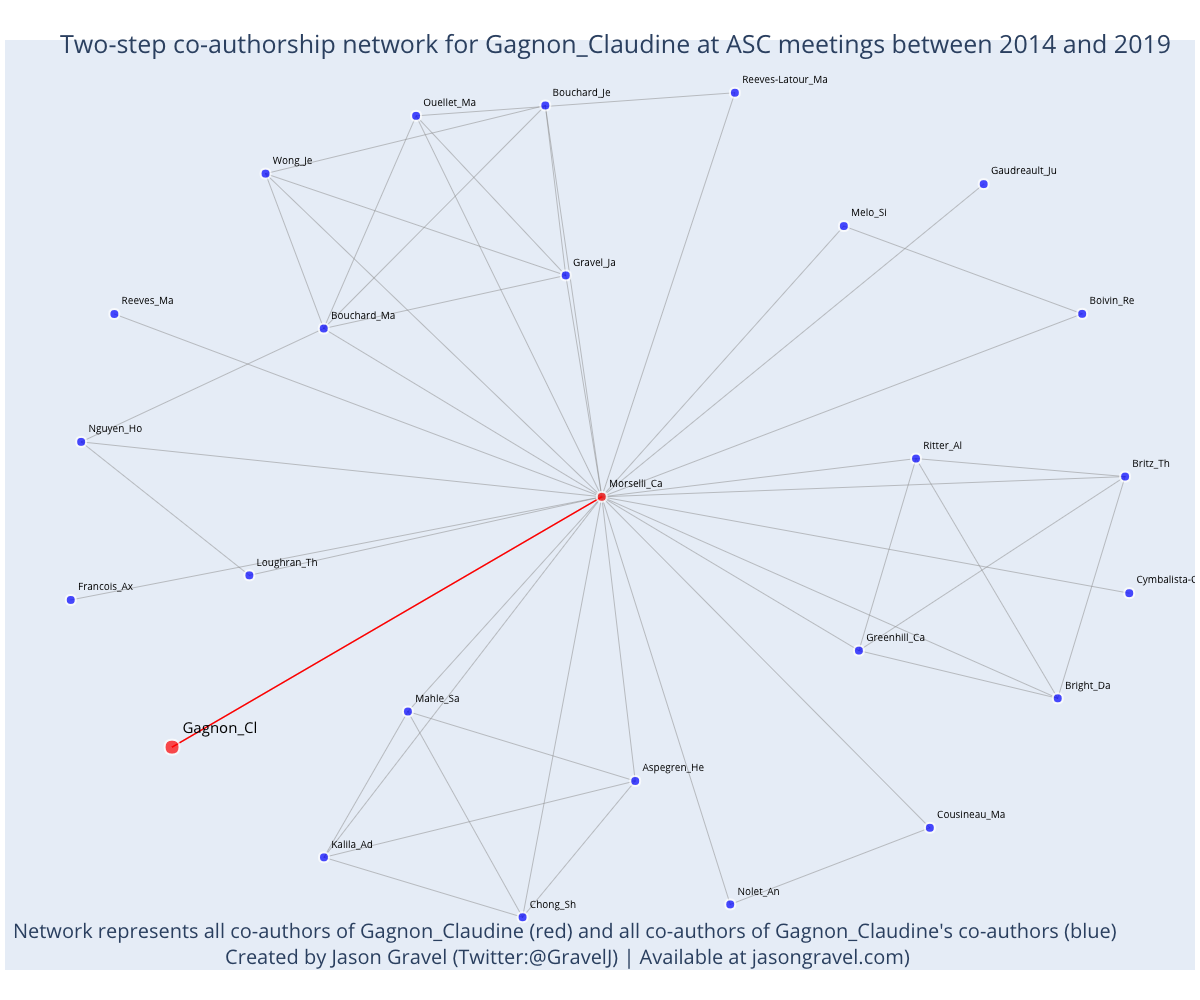 Two-step co-authorship network for Gagnon_Claudine at ASC meetings between 2014 and 2019
Reeves-Latour_Ma
Bouchard_Je
Ouellet_Ma
Wong_Je
Gaudreault_Ju
Melo_Si
Gravel_Ja
Reeves_Ma
Boivin_Re
Bouchard_Ma
Nguyen_Ho
Ritter_Al
Britz_Th
Morselli_Ca
Loughran_Th
Cymbalista-
Francois_Ax
Greenhill_Ca
Bright_Da
Mahle_Sa
Gagnon_Cl
Aspegren_He
Cousineau_Ma
Kalila_Ad
Nolet_An
Chong_Sh
Network represents all co-authors of Gagnon_Claudine (red) and all co-authors of Gagnon_Claudine's co-authors (blue)
Created by Jason Gravel (Twitter:@GravelJ) | Available at jasongravel.com)